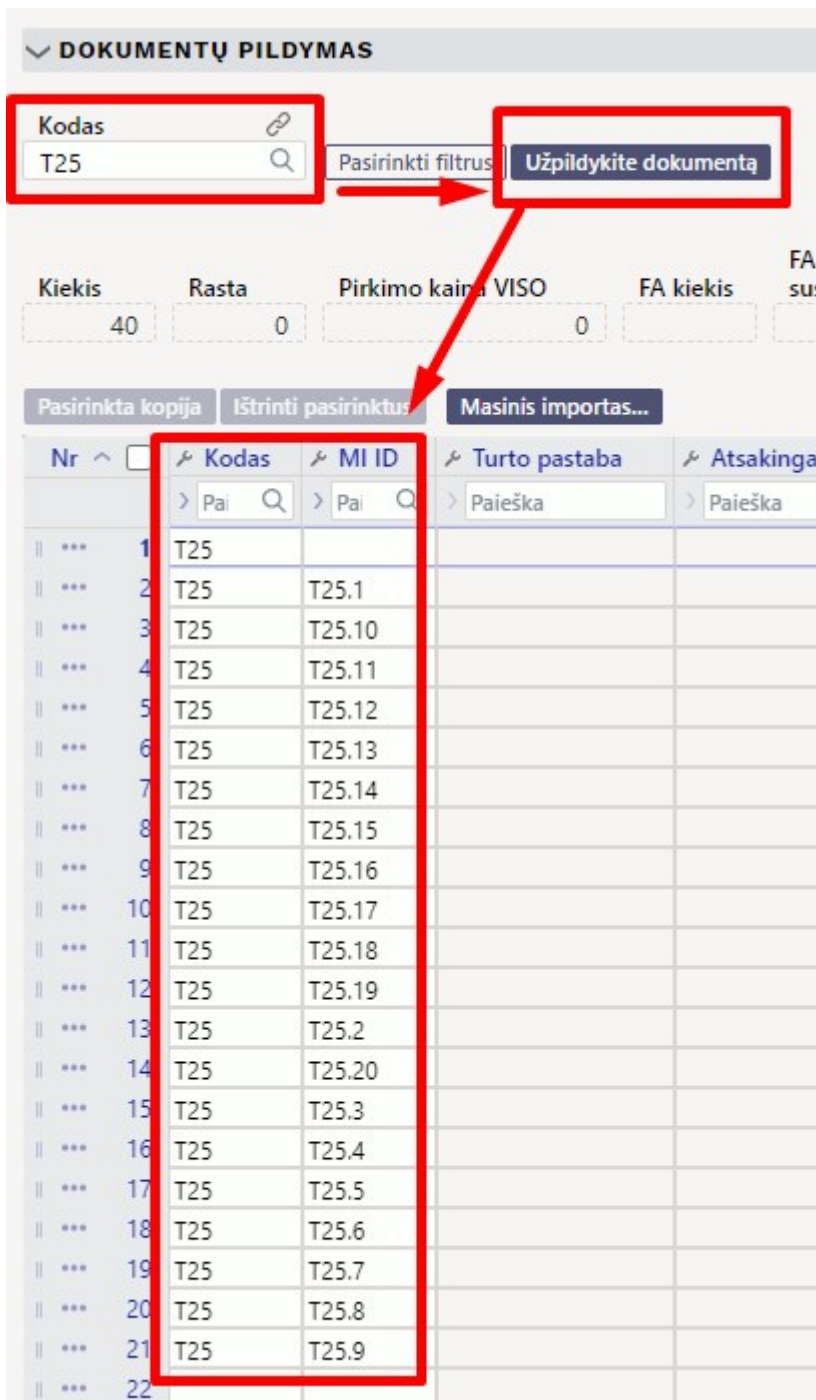 DOKUMENTŲ PILDYMAS
Kodas
T25 Pasirinkti filtrus Užpildykite dokumentą
FA
Kiekis Rasta Pirkimo kaina VISO FA kiekis sus
40 0 0
Pasirinkta kopija Ištrinti pasirinktus Masinis importas...
Nr Kodas MI ID Turto pastaba Atsakinga
Pai Pai Paieška Paieška
1 T25
2 T25 T25.1
3 T25 T25.10
4 T25 T25.11
5 T25 T25.12
6 T25 T25.13
7 T25 T25.14
8 T25 T25.15
9 T25 T25.16
10 T25 T25.17
11 T25 T25.18
12 T25 T25.19
13 T25 T25.2
14 T25 T25.20
15 T25 T25.3
16 T25 T25.4
17 T25 T25.5
18 T25 T25.6
19 T25 T25.7
20 T25 T25.8
21 T25 T25.9
22